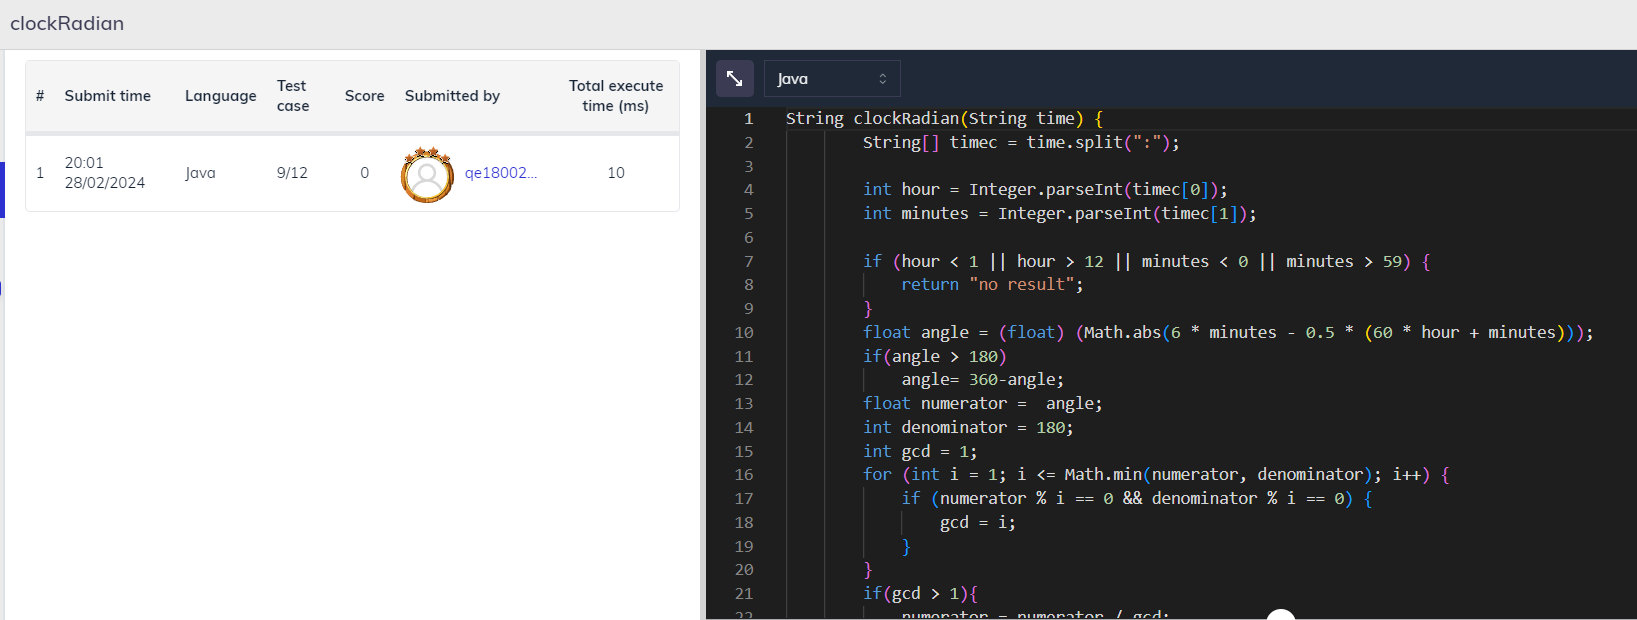 clockRadian
# Submit time Language Test case Score Submitted by Total execute time (ms)
1 20:01 28/02/2024 Java 9/12 0 qe18002... 10
Java
1 String clockRadian(String time) {
2 String[] timec = time.split(":");
3
4 int hour = Integer.parseInt(timec[0]);
5 int minutes = Integer.parseInt(timec[1]);
6
7 if (hour < 1 || hour > 12 || minutes < 0 || minutes > 59) {
8 return "no result";
9 }
10 float angle = (float) (Math.abs(6 * minutes - 0.5 * (60 * hour + minutes)));
11 if(angle > 180)
12 angle= 360-angle;
13 float numerator =  angle;
14 int denominator = 180;
15 int gcd = 1;
16 for (int i = 1; i <= Math.min(numerator, denominator); i++) {
17 if (numerator % i == 0 && denominator % i == 0) {
18 gcd = i;
19 }
20 }
21 if(gcd > 1){
22 numerator = numerator / gcd;